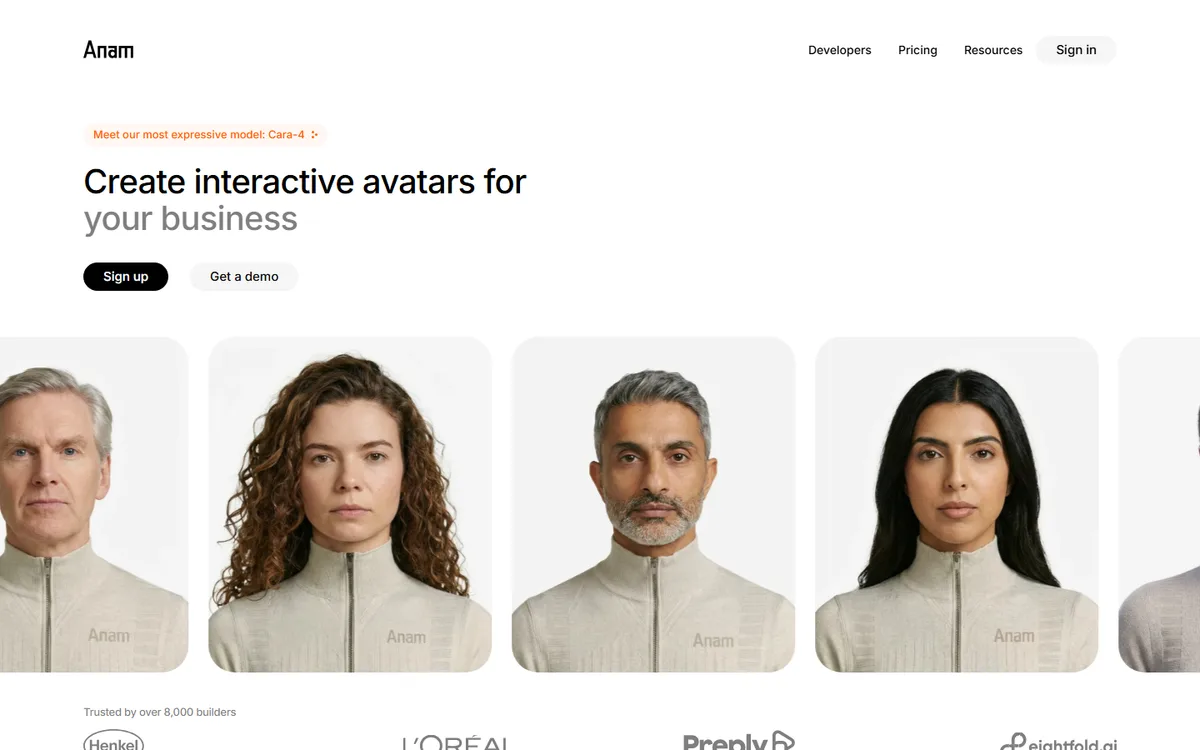 Anam
Developers
Pricing
Resources
Sign in
Meet our most expressive model: Cara-4
Create interactive avatars for
your business
Sign up
Get a demo
Anam
Anam
Anam
Anam
Trusted by over 8,000 builders
Henkel
L'ORÉAL
Preply
eightfold.ai